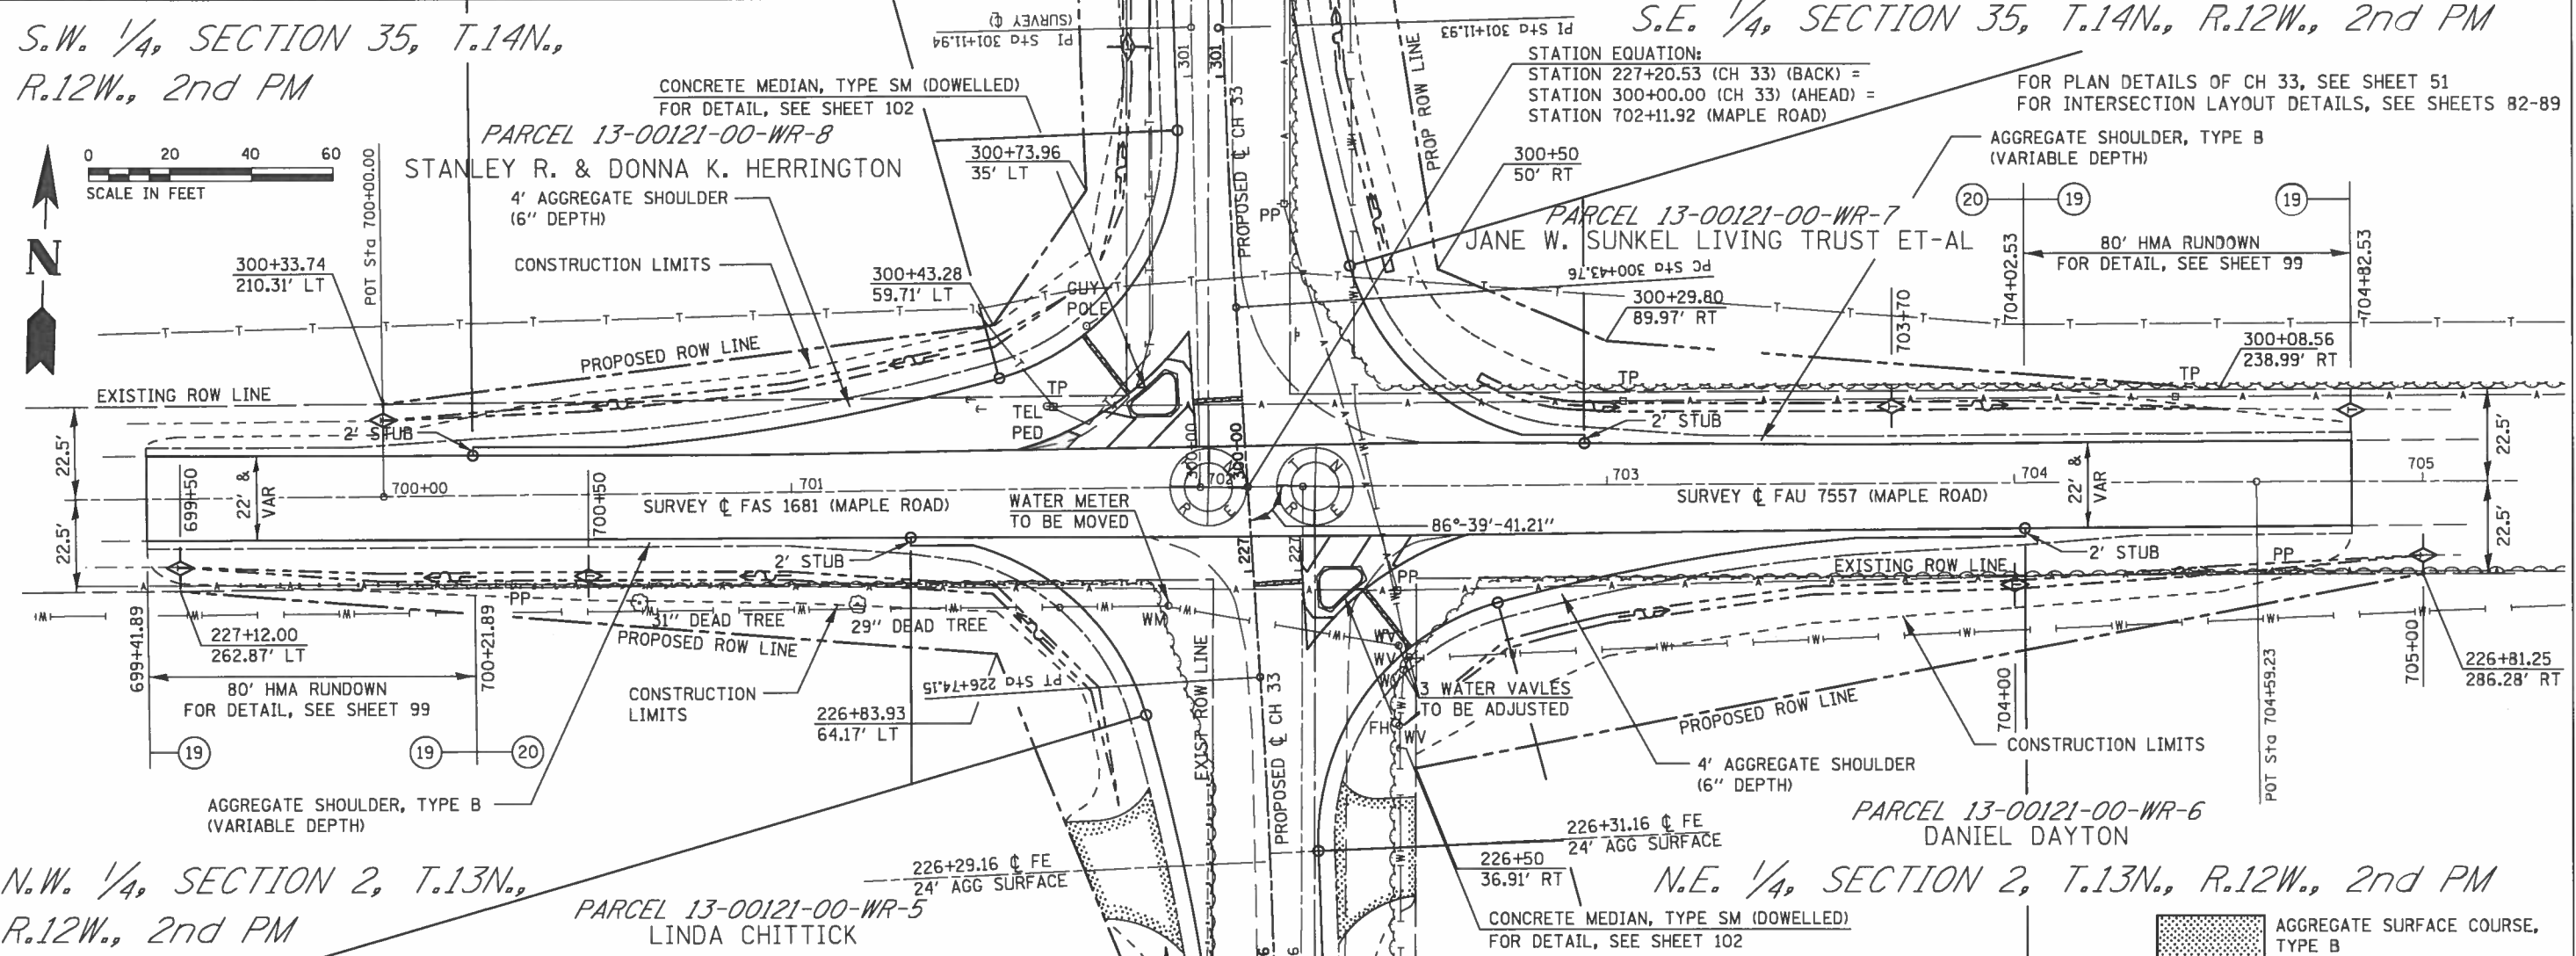 S.W. 1/4, SECTION 35, T.14N.,
R.12W., 2nd PM
PI Sta 301+11.94
(SURVEY ℄)
301
301
PI Sta 301+11.93
S.E. 1/4, SECTION 35, T.14N., R.12W., 2nd PM
STATION EQUATION:
STATION 227+20.53 (CH 33) (BACK) =
STATION 300+00.00 (CH 33) (AHEAD) =
STATION 702+11.92 (MAPLE ROAD)
FOR PLAN DETAILS OF CH 33, SEE SHEET 51
FOR INTERSECTION LAYOUT DETAILS, SEE SHEETS 82-89
CONCRETE MEDIAN, TYPE SM (DOWELLED)
FOR DETAIL, SEE SHEET 102
PARCEL 13-00121-00-WR-8
STANLEY R. & DONNA K. HERRINGTON
0 20 40 60
SCALE IN FEET
N
POT Sta 700+00.00
4' AGGREGATE SHOULDER
(6" DEPTH)
CONSTRUCTION LIMITS
300+33.74
210.31' LT
300+73.96
35' LT
300+43.28
59.71' LT
GUY
POLE
PROPOSED ℄ CH 33
PP
PROP ROW LINE
300+50
50' RT
AGGREGATE SHOULDER, TYPE B
(VARIABLE DEPTH)
PARCEL 13-00121-00-WR-7
JANE W. SUNKEL LIVING TRUST ET-AL
PC Sta 300+43.76
300+29.80
89.97' RT
703+70
20 19 19
704+02.53
80' HMA RUNDOWN
FOR DETAIL, SEE SHEET 99
704+82.53
300+08.56
238.99' RT
PROPOSED ROW LINE
EXISTING ROW LINE
TP
TEL
PED
TP
TP
2' STUB
2' STUB
22.5'
22.5'
699+50
22' &
VAR
700+00
700+50
701
SURVEY ℄ FAS 1681 (MAPLE ROAD)
WATER METER
TO BE MOVED
300+00
300+00
702
227
227
86°-39'-41.21"
703
SURVEY ℄ FAU 7557 (MAPLE ROAD)
704
22' &
VAR
705
22.5'
22.5'
2' STUB
2' STUB
PP
EXISTING ROW LINE
PP
PP
31" DEAD TREE
29" DEAD TREE
WM
PROPOSED ROW LINE
227+12.00
262.87' LT
699+41.89
700+21.89
80' HMA RUNDOWN
FOR DETAIL, SEE SHEET 99
19 19 20
CONSTRUCTION
LIMITS
PT Sta 226+74.15
226+83.93
64.17' LT
EXIST ROW LINE
PROPOSED ℄ CH 33
WV
WV
WV
3 WATER VAVLES
TO BE ADJUSTED
FH
WV
PROPOSED ROW LINE
704+00
CONSTRUCTION LIMITS
POT Sta 704+59.23
705+00
226+81.25
286.28' RT
4' AGGREGATE SHOULDER
(6" DEPTH)
AGGREGATE SHOULDER, TYPE B
(VARIABLE DEPTH)
PARCEL 13-00121-00-WR-6
DANIEL DAYTON
226+31.16 ℄ FE
24' AGG SURFACE
226+29.16 ℄ FE
24' AGG SURFACE
226+50
36.91' RT
N.W. 1/4, SECTION 2, T.13N.,
R.12W., 2nd PM
PARCEL 13-00121-00-WR-5
LINDA CHITTICK
N.E. 1/4, SECTION 2, T.13N., R.12W., 2nd PM
CONCRETE MEDIAN, TYPE SM (DOWELLED)
FOR DETAIL, SEE SHEET 102
AGGREGATE SURFACE COURSE,
TYPE B